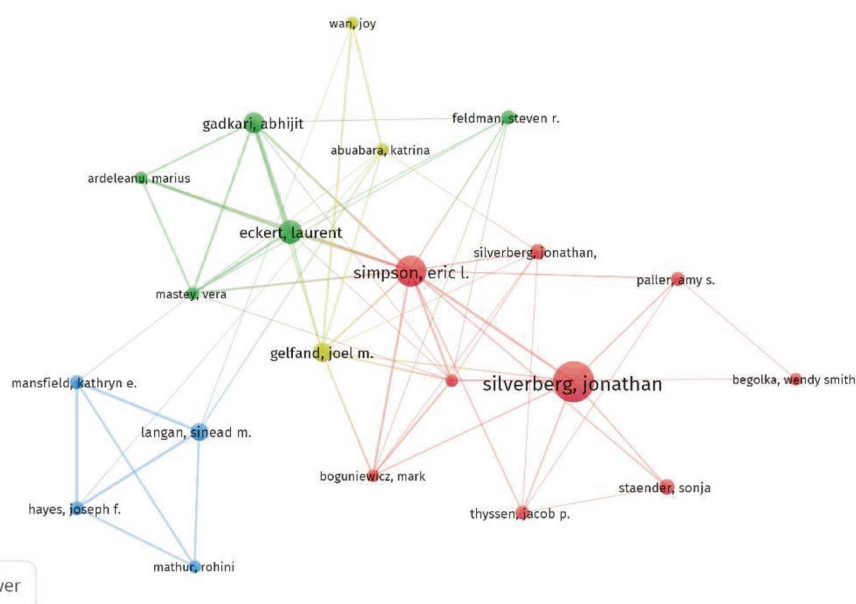 wan, joy
gadkari, abhijit
feldman, steven r.
abuabara, katrina
ardeleanu, marius
eckert, laurent
silverberg, jonathan,
simpson, eric l.
paller, amy s.
mastey, vera
gelfand, joel m.
mansfield, kathryn e.
silverberg, jonathan
begolka, wendy smith
langan, sinead m.
boguniewicz, mark
staender, sonja
hayes, joseph f.
thyssen, jacob p.
mathur, rohini